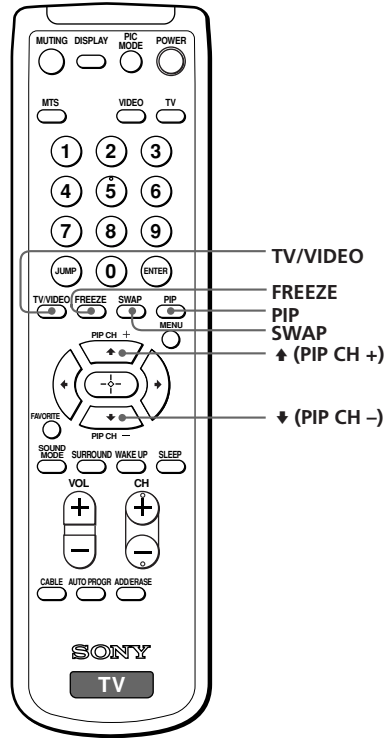 MUTING DISPLAY PIC MODE POWER
MTS VIDEO TV
1 2 3
4 5 6
7 8 9
JUMP 0 ENTER
TV/VIDEO FREEZE SWAP PIP
MENU
PIP CH +
FAVORITE
PIP CH –
SOUND MODE SURROUND WAKE UP SLEEP
VOL CH
+ +
– –
CABLE AUTO PROGR ADD/ERASE
SONY
TV
TV/VIDEO
FREEZE
PIP
SWAP
↑ (PIP CH +)
↓ (PIP CH –)